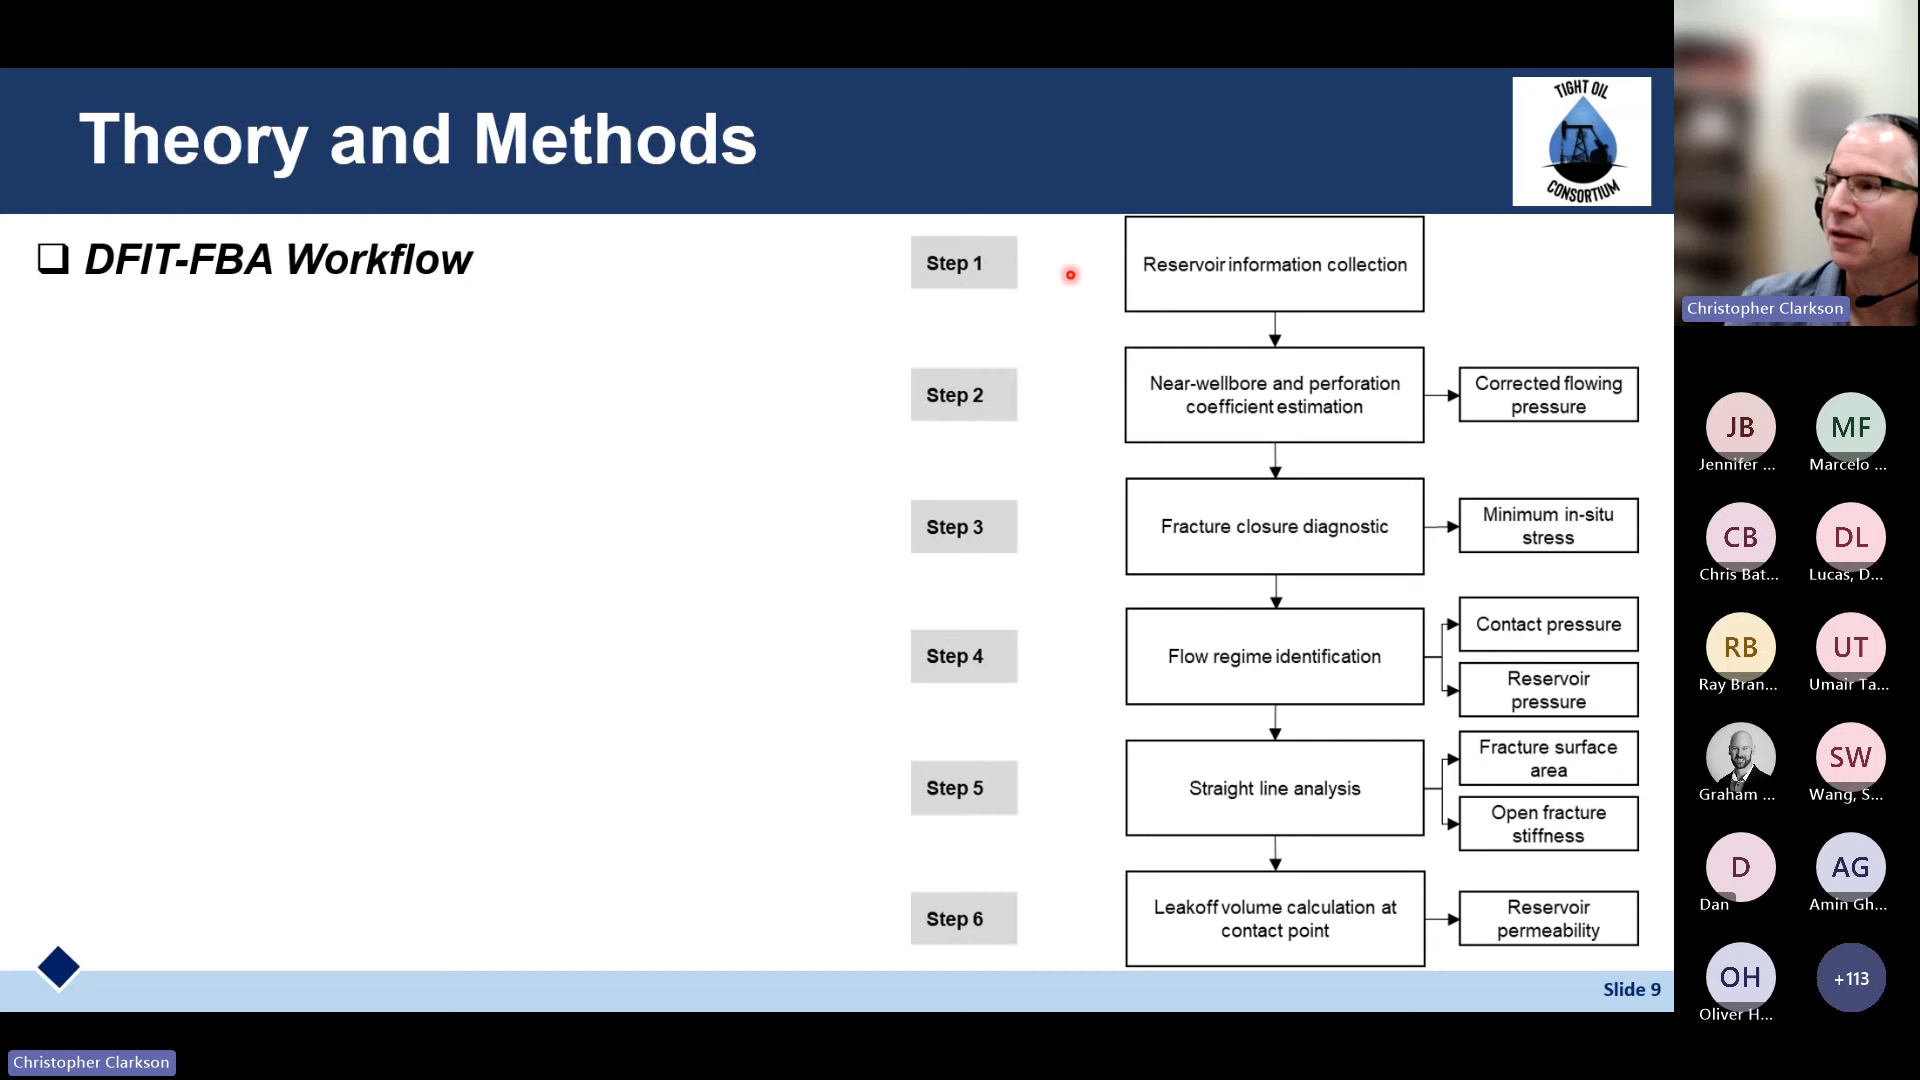 Theory and Methods
TIGHT OIL
CONSORTIUM
DFIT-FBA Workflow
Step 1
Reservoir information collection
Step 2
Near-wellbore and perforation
coefficient estimation
Corrected flowing
pressure
Step 3
Fracture closure diagnostic
Minimum in-situ
stress
Step 4
Flow regime identification
Contact pressure
Reservoir
pressure
Step 5
Straight line analysis
Fracture surface
area
Open fracture
stiffness
Step 6
Leakoff volume calculation at
contact point
Reservoir
permeability
Slide 9
Christopher Clarkson
Christopher Clarkson
JB
Jennifer ...
MF
Marcelo ...
CB
Chris Bat...
DL
Lucas, D...
RB
Ray Bran...
UT
Umair Ta...
Graham ...
SW
Wang, S...
D
Dan
AG
Amin Gh...
OH
Oliver H...
+113